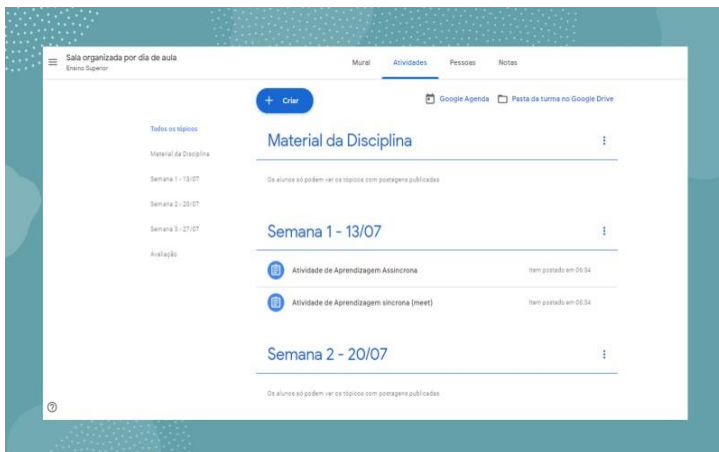 Sala organizada por dia de aula
Ensino Superior
Mural Atividades Pessoas Notas
+ Criar
Google Agenda Pasta da turma no Google Drive
Todos os tópicos
Material da Disciplina
Semana 1 - 13/07
Semana 2 - 20/07
Semana 3 - 27/07
Avaliação
Material da Disciplina
Os alunos só podem ver os tópicos com postagens publicadas
Semana 1 - 13/07
Atividade de Aprendizagem Assíncrona Item postado em 06:34
Atividade de Aprendizagem síncrona (meet) Item postado em 06:34
Semana 2 - 20/07
Os alunos só podem ver os tópicos com postagens publicadas